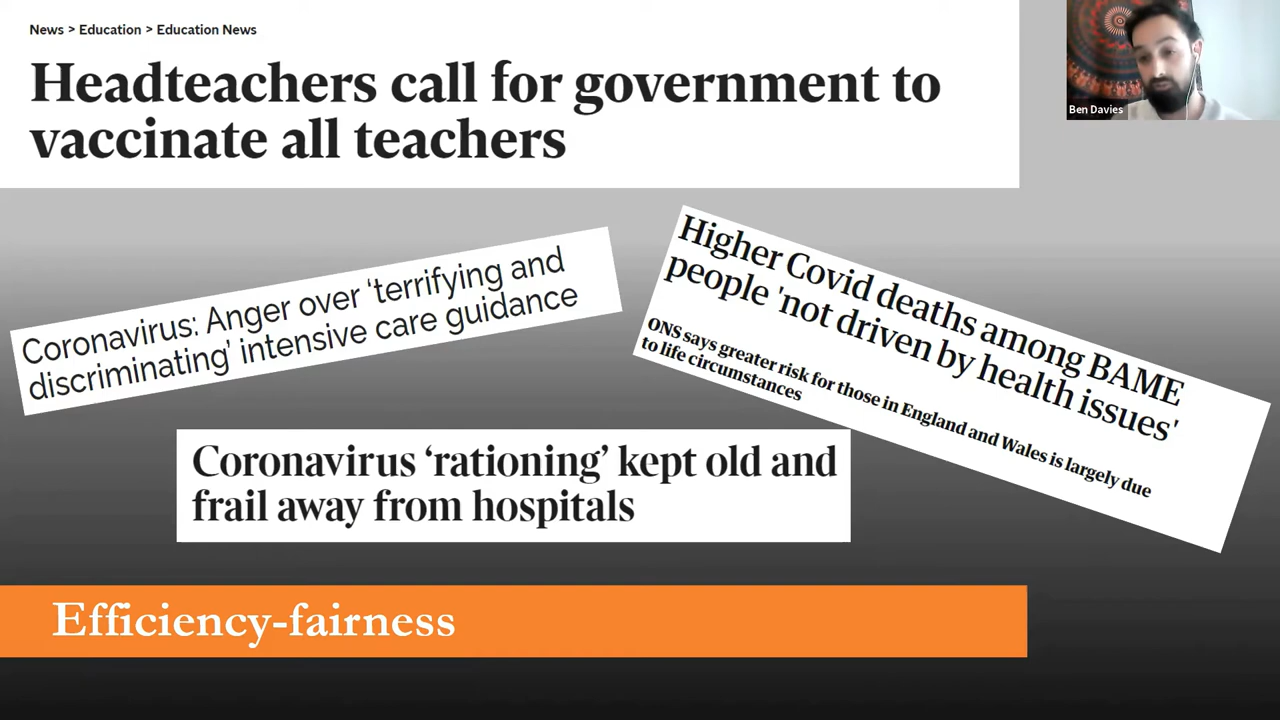 News > Education > Education News
Headteachers call for government to
vaccinate all teachers
Ben Davies
Coronavirus: Anger over ‘terrifying and
discriminating’ intensive care guidance
Higher Covid deaths among BAME
people 'not driven by health issues'
ONS says greater risk for those in England and Wales is largely due
to life circumstances
Coronavirus ‘rationing’ kept old and
frail away from hospitals
Efficiency-fairness